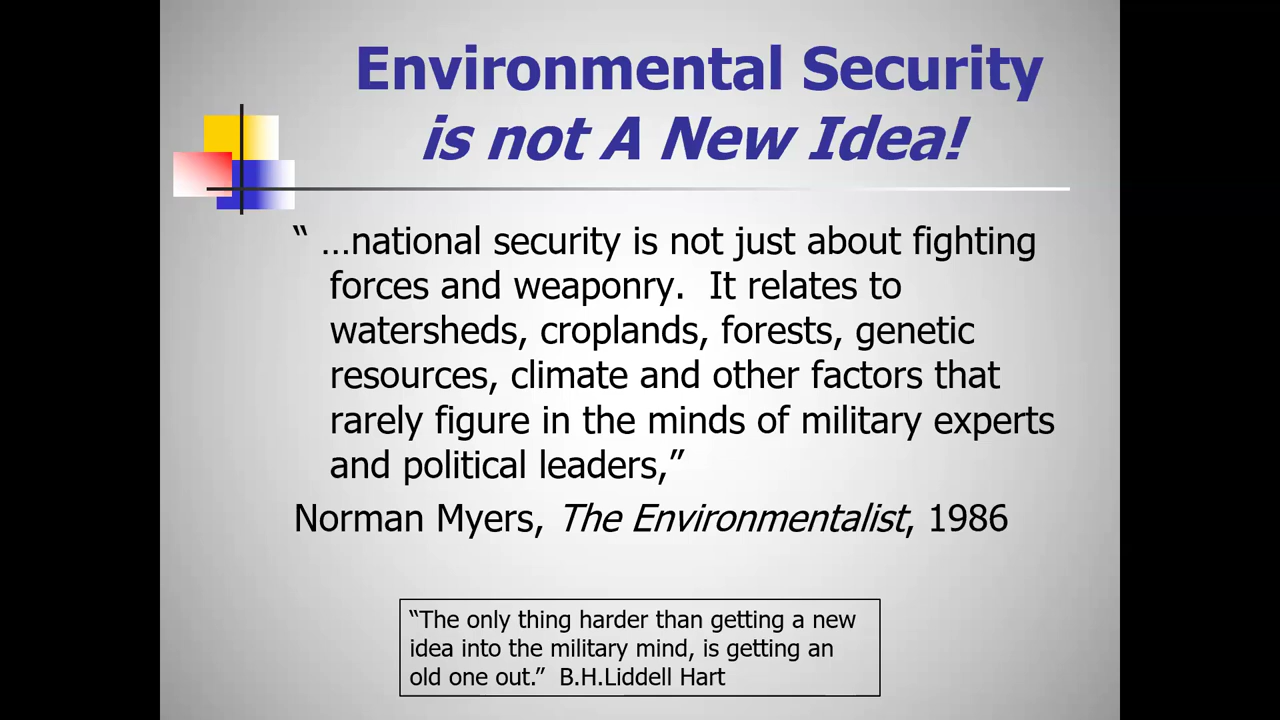 Environmental Security
is not A New Idea!
“ …national security is not just about fighting
forces and weaponry.  It relates to
watersheds, croplands, forests, genetic
resources, climate and other factors that
rarely figure in the minds of military experts
and political leaders,”
Norman Myers, The Environmentalist, 1986
“The only thing harder than getting a new
idea into the military mind, is getting an
old one out.”  B.H.Liddell Hart